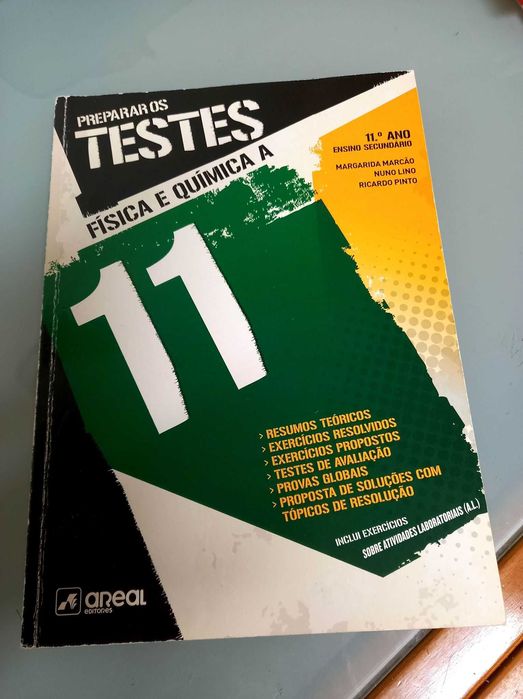 PREPARAR OS
TESTES
FÍSICA E QUÍMICA A
11.º ANO
ENSINO SECUNDÁRIO
MARGARIDA MARCÃO
NUNO LINO
RICARDO PINTO
11
> RESUMOS TEÓRICOS
> EXERCÍCIOS RESOLVIDOS
> EXERCÍCIOS PROPOSTOS
> TESTES DE AVALIAÇÃO
> PROVAS GLOBAIS
> PROPOSTA DE SOLUÇÕES COM
TÓPICOS DE RESOLUÇÃO
INCLUI EXERCÍCIOS
SOBRE ATIVIDADES LABORATORIAIS (A.L.)
areal
EDITORES